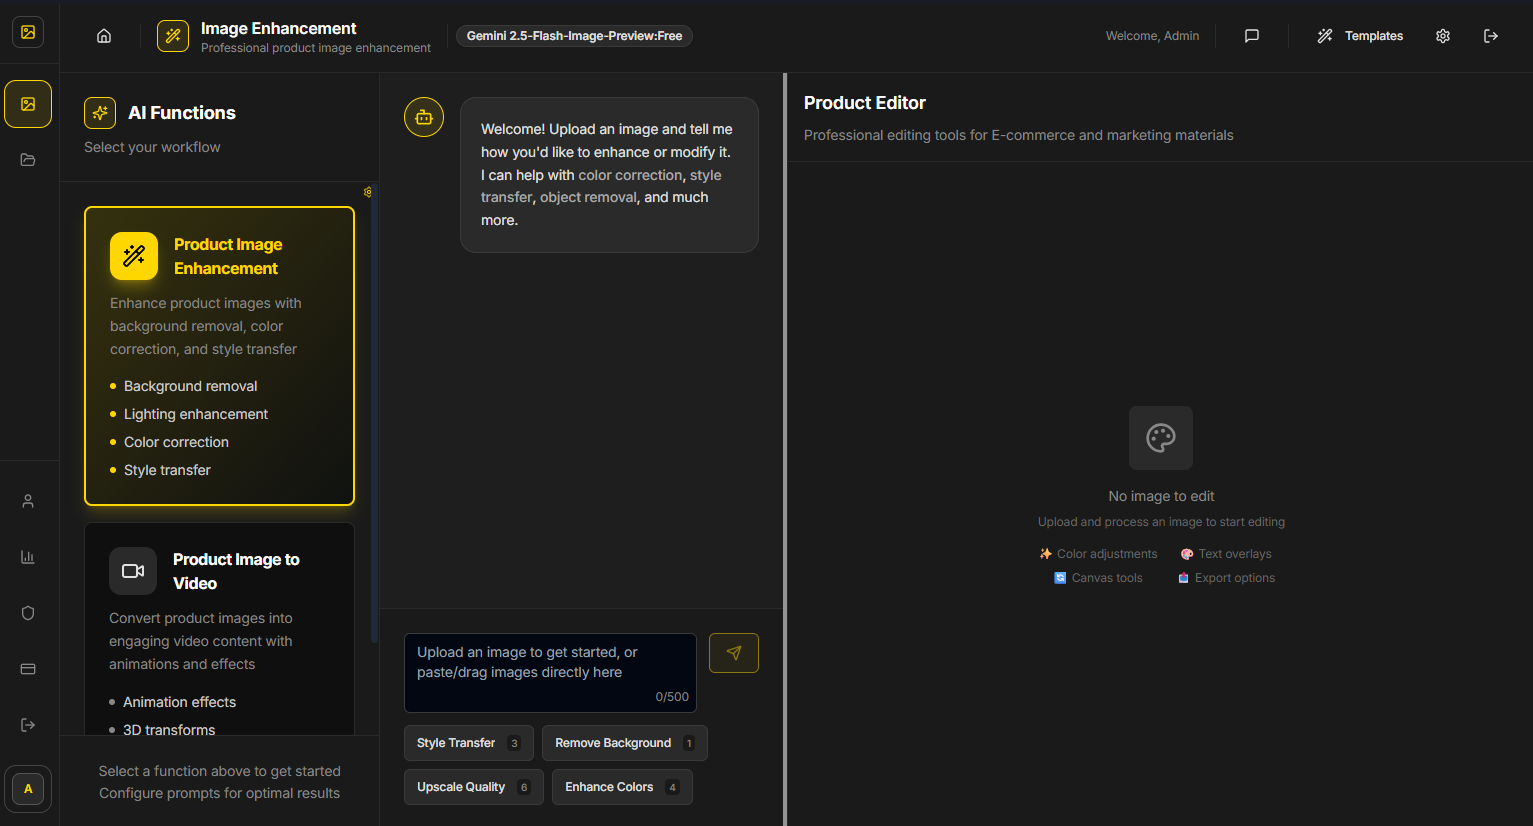 Image Enhancement
Professional product image enhancement
Gemini 2.5-Flash-Image-Preview:Free
Welcome, Admin
Templates
AI Functions
Select your workflow
Product Image
Enhancement
Enhance product images with
background removal, color
correction, and style transfer
Background removal
Lighting enhancement
Color correction
Style transfer
Product Image to
Video
Convert product images into
engaging video content with
animations and effects
Animation effects
3D transforms
Select a function above to get started
Configure prompts for optimal results
A
Welcome! Upload an image and tell me
how you'd like to enhance or modify it.
I can help with color correction, style
transfer, object removal, and much
more.
Upload an image to get started, or
paste/drag images directly here
0/500
Style Transfer 3
Remove Background 1
Upscale Quality 6
Enhance Colors 4
Product Editor
Professional editing tools for E-commerce and marketing materials
No image to edit
Upload and process an image to start editing
✨ Color adjustments
🎨 Text overlays
🔄 Canvas tools
📤 Export options